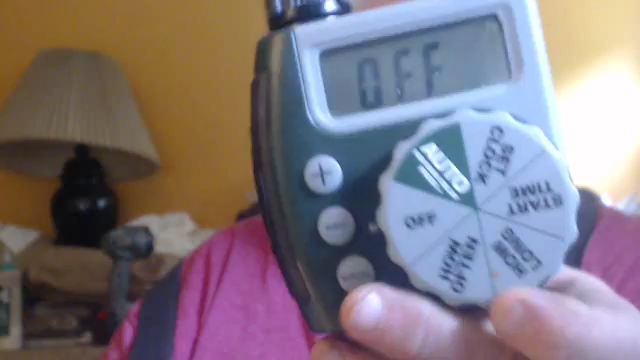 OFF
+
AUTO
SET
CLOCK
START
TIME
HOW
LONG
HOW
OFTEN
OFF